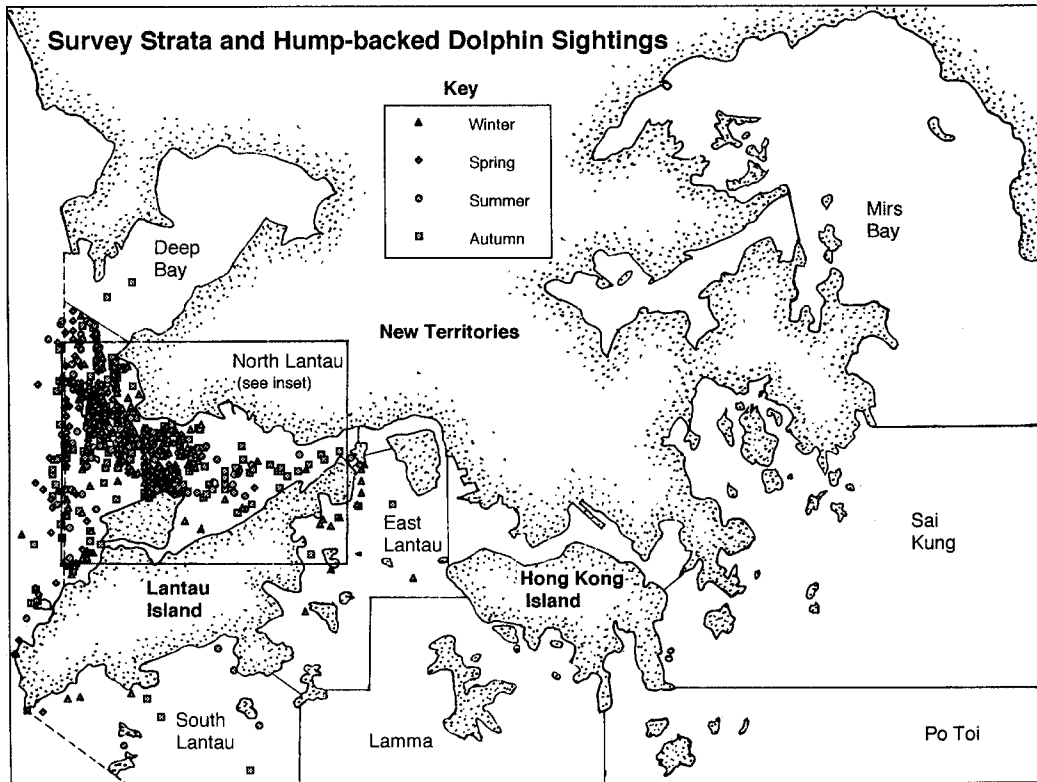 Survey Strata and Hump-backed Dolphin Sightings
Key
Winter
Spring
Summer
Autumn
Mirs
Bay
Deep
Bay
New Territories
North Lantau
(see inset)
East
Lantau
Sai
Kung
Hong Kong
Island
Lantau
Island
South
Lantau
Lamma
Po Toi